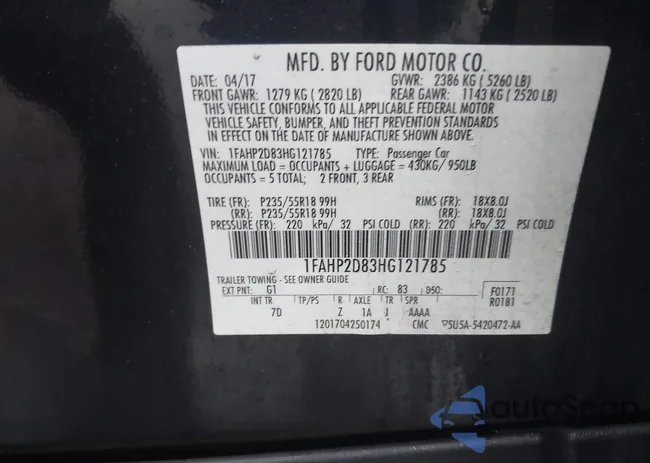 MFD. BY FORD MOTOR CO.
DATE: 04/17 GVWR: 2386 KG ( 5260 LB)
FRONT GAWR: 1279 KG ( 2820 LB) REAR GAWR: 1143 KG ( 2520 LB)
THIS VEHICLE CONFORMS TO ALL APPLICABLE FEDERAL MOTOR
VEHICLE SAFETY, BUMPER, AND THEFT PREVENTION STANDARDS
IN EFFECT ON THE DATE OF MANUFACTURE SHOWN ABOVE.
VIN: 1FAHP2D83HG121785 TYPE: Passenger Car
MAXIMUM LOAD = OCCUPANTS + LUGGAGE = 430KG/ 950LB
OCCUPANTS = 5 TOTAL; 2 FRONT, 3 REAR
TIRE (FR): P235/55R18 99H RIMS (FR): 18X8.0J
(RR): P235/55R18 99H (RR): 18X8.0J
PRESSURE (FR): 220 kPa/ 32 PSI COLD (RR): 220 kPa/ 32 PSI COLD
1FAHP2D83HG121785
TRAILER TOWING - SEE OWNER GUIDE
EXT PNT: G1 RC: 83 DSO: F0171
R0181
INT TR TP/PS R AXLE TR SPR
7D Z 1A J AAAA
1201704250174 CMC 5U5A-5420472-AA
autoSnap